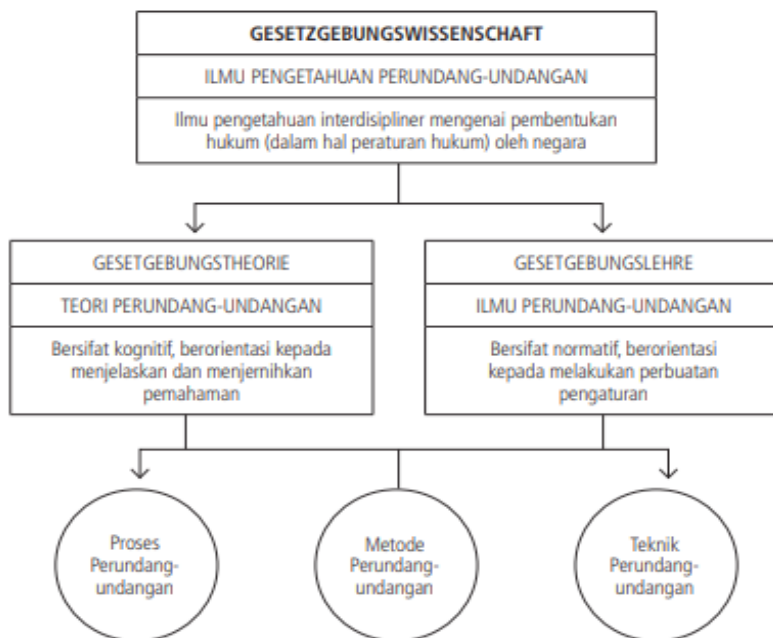 GESETZGEBUNGSWISSENSCHAFT
ILMU PENGETAHUAN PERUNDANG-UNDANGAN
Ilmu pengetahuan interdisipliner mengenai pembentukan
hukum (dalam hal peraturan hukum) oleh negara
GESETGEBUNGSTHEORIE
TEORI PERUNDANG-UNDANGAN
Bersifat kognitif, berorientasi kepada
menjelaskan dan menjernihkan
pemahaman
GESETGEBUNGSLEHRE
ILMU PERUNDANG-UNDANGAN
Bersifat normatif, berorientasi
kepada melakukan perbuatan
pengaturan
Proses
Perundang-
undangan
Metode
Perundang-
undangan
Teknik
Perundang-
undangan